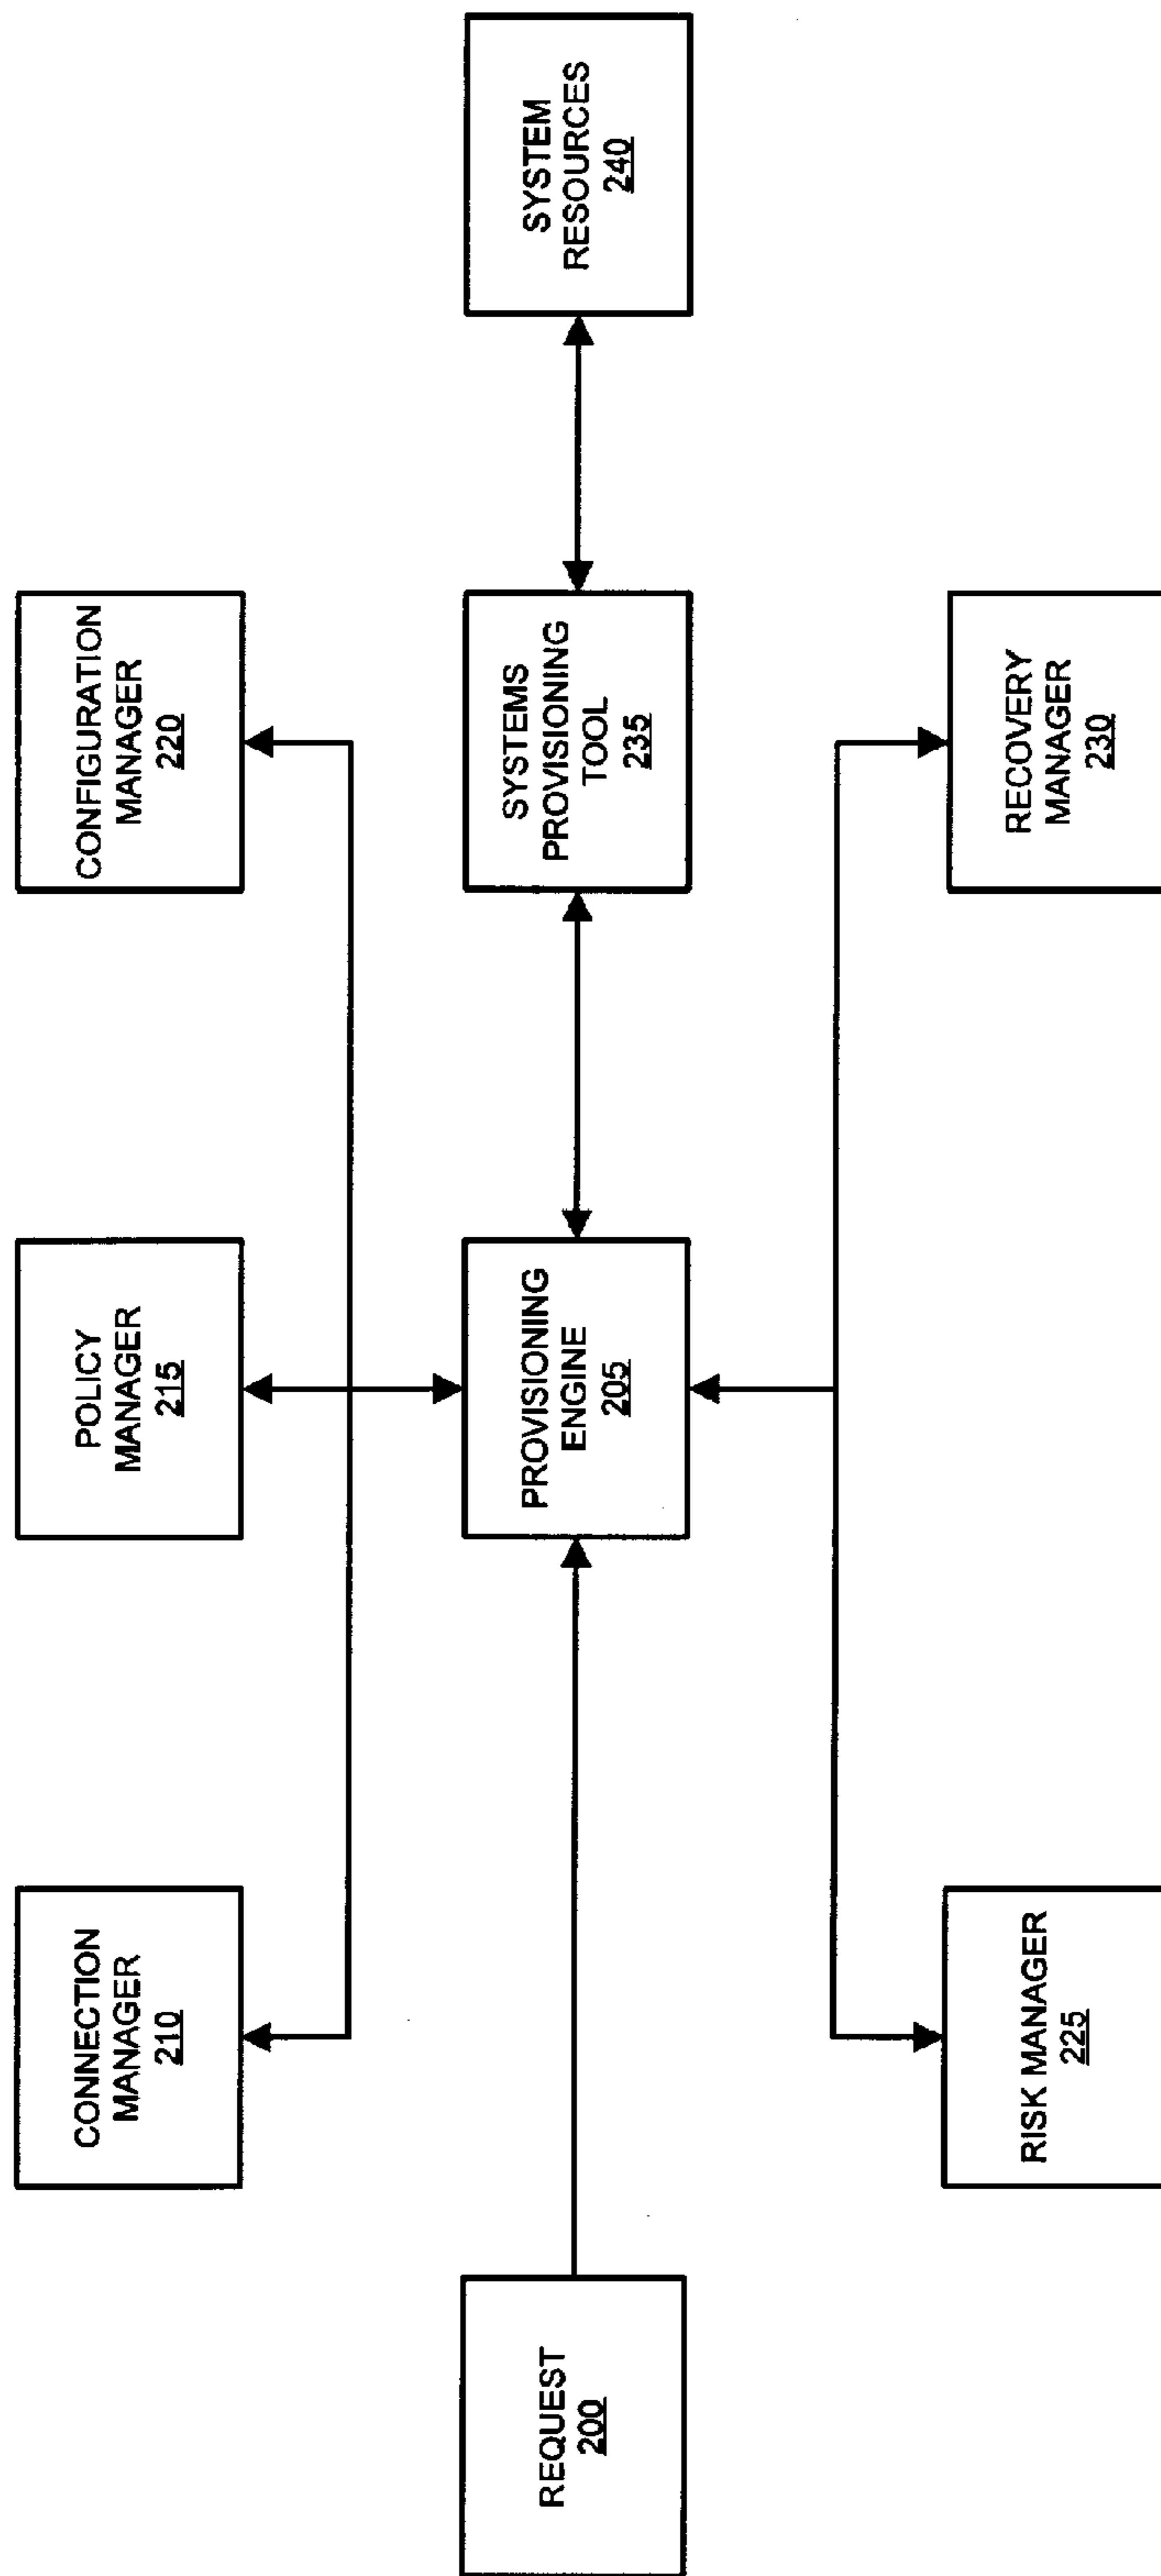 CONNECTION
MANAGER
210
POLICY
MANAGER
215
CONFIGURATION
MANAGER
220
REQUEST
200
PROVISIONING
ENGINE
205
SYSTEMS
PROVISIONING
TOOL
235
SYSTEM
RESOURCES
240
RISK MANAGER
225
RECOVERY
MANAGER
230